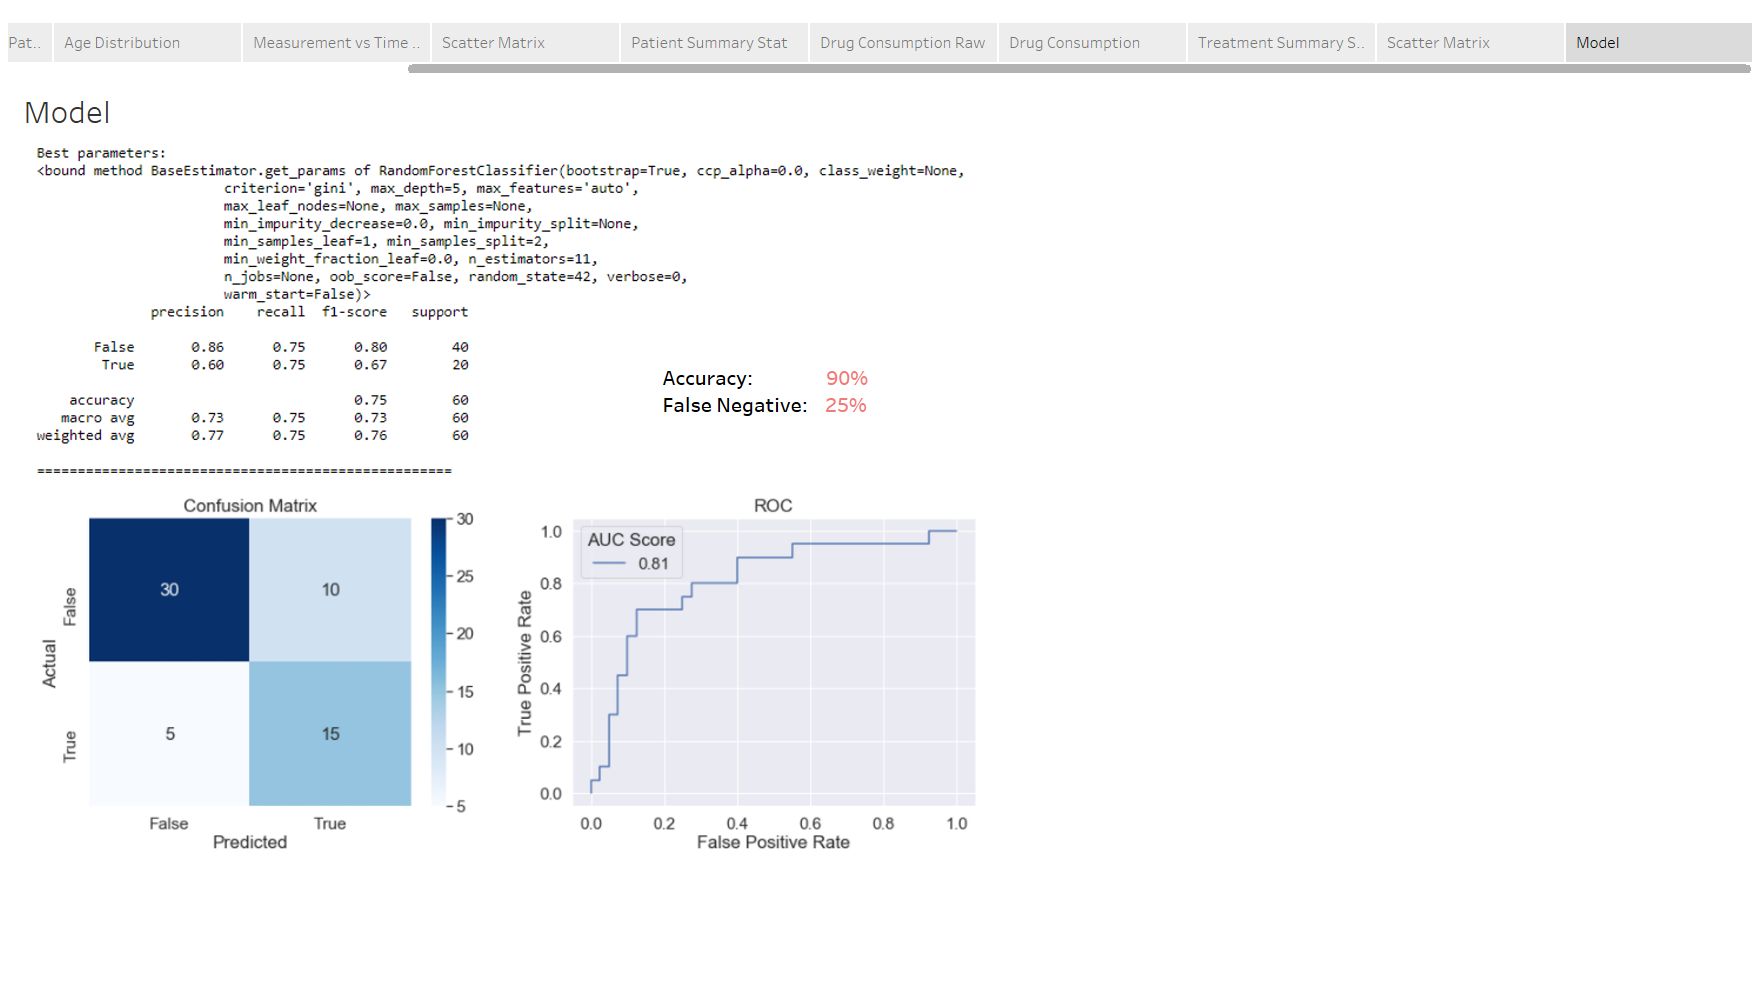 Pat..
Age Distribution
Measurement vs Time ..
Scatter Matrix
Patient Summary Stat
Drug Consumption Raw
Drug Consumption
Treatment Summary S..
Scatter Matrix
Model
Model
Best parameters:
<bound method BaseEstimator.get_params of RandomForestClassifier(bootstrap=True, ccp_alpha=0.0, class_weight=None,
criterion='gini', max_depth=5, max_features='auto',
max_leaf_nodes=None, max_samples=None,
min_impurity_decrease=0.0, min_impurity_split=None,
min_samples_leaf=1, min_samples_split=2,
min_weight_fraction_leaf=0.0, n_estimators=11,
n_jobs=None, oob_score=False, random_state=42, verbose=0,
warm_start=False)>
precision recall f1-score support
False 0.86 0.75 0.80 40
True 0.60 0.75 0.67 20
accuracy 0.75 60
macro avg 0.73 0.75 0.73 60
weighted avg 0.77 0.75 0.76 60
===================================================
Accuracy: 90%
False Negative: 25%
Confusion Matrix
30 10
5 15
Actual
False
True
False True
Predicted
30
25
20
15
10
5
ROC
AUC Score
0.81
True Positive Rate
1.0
0.8
0.6
0.4
0.2
0.0
0.0 0.2 0.4 0.6 0.8 1.0
False Positive Rate